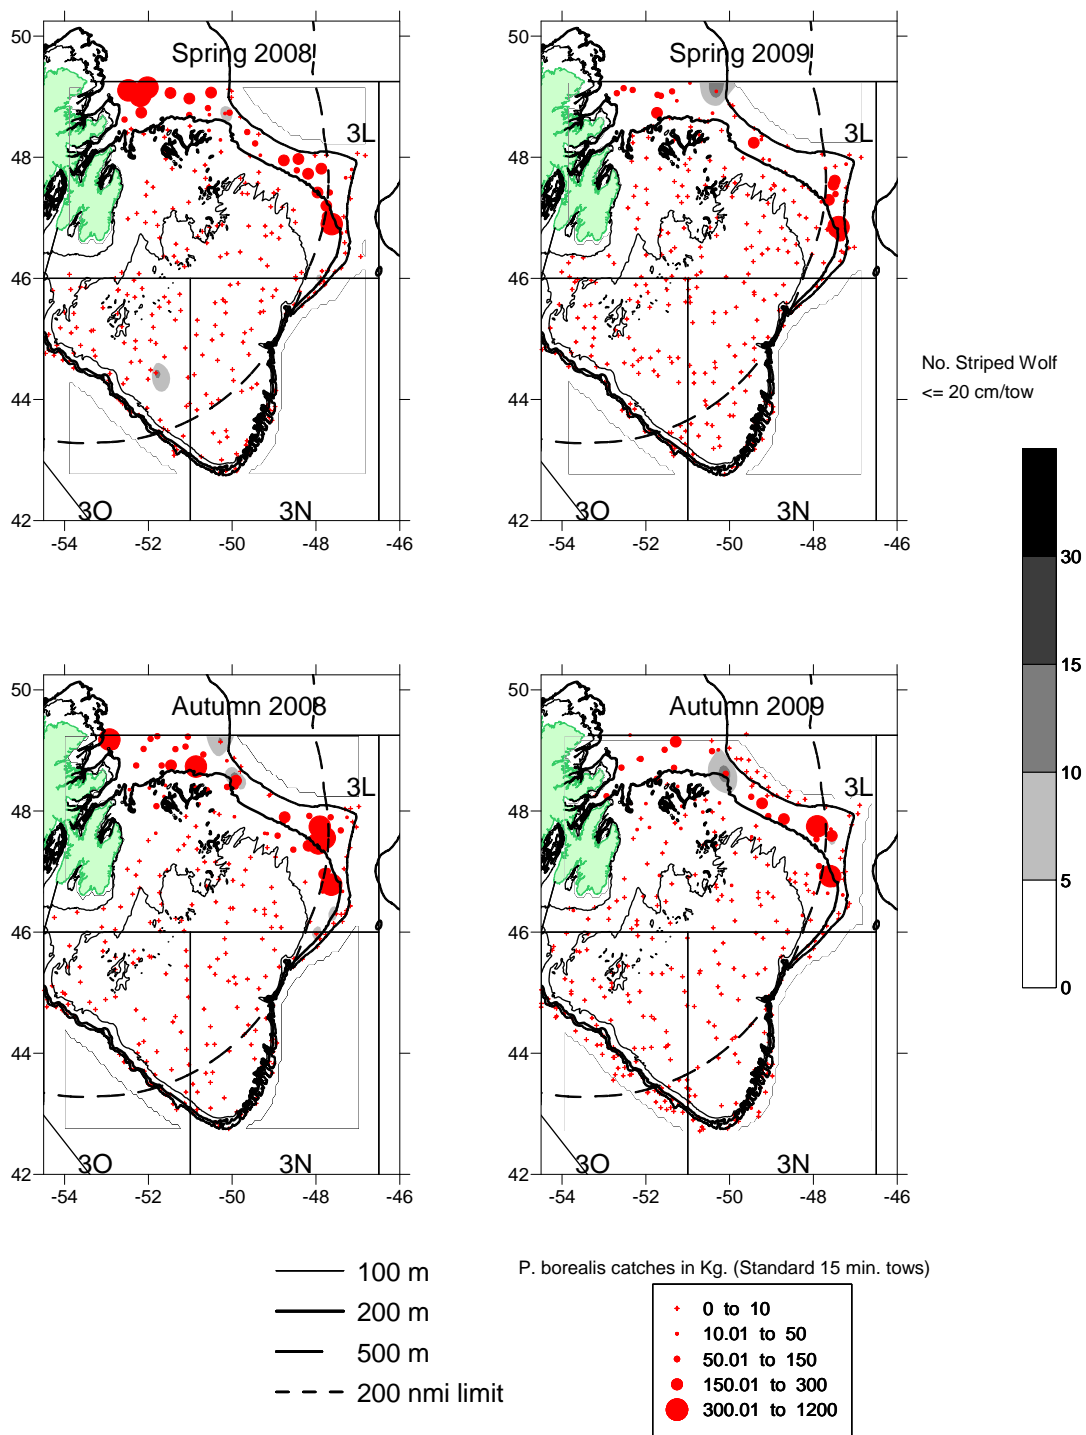 Spring 2008
50
48
46
44
42
3L
3O
3N
-54
-52
-50
-48
-46
Spring 2009
50
48
46
44
42
3L
3O
3N
-54
-52
-50
-48
-46
No. Striped Wolf
<= 20 cm/tow
30
15
10
5
0
Autumn 2008
50
48
46
44
42
3L
3O
3N
-54
-52
-50
-48
-46
Autumn 2009
50
48
46
44
42
3L
3O
3N
-54
-52
-50
-48
-46
100 m
200 m
500 m
200 nmi limit
P. borealis catches in Kg. (Standard 15 min. tows)
0 to 10
10.01 to 50
50.01 to 150
150.01 to 300
300.01 to 1200